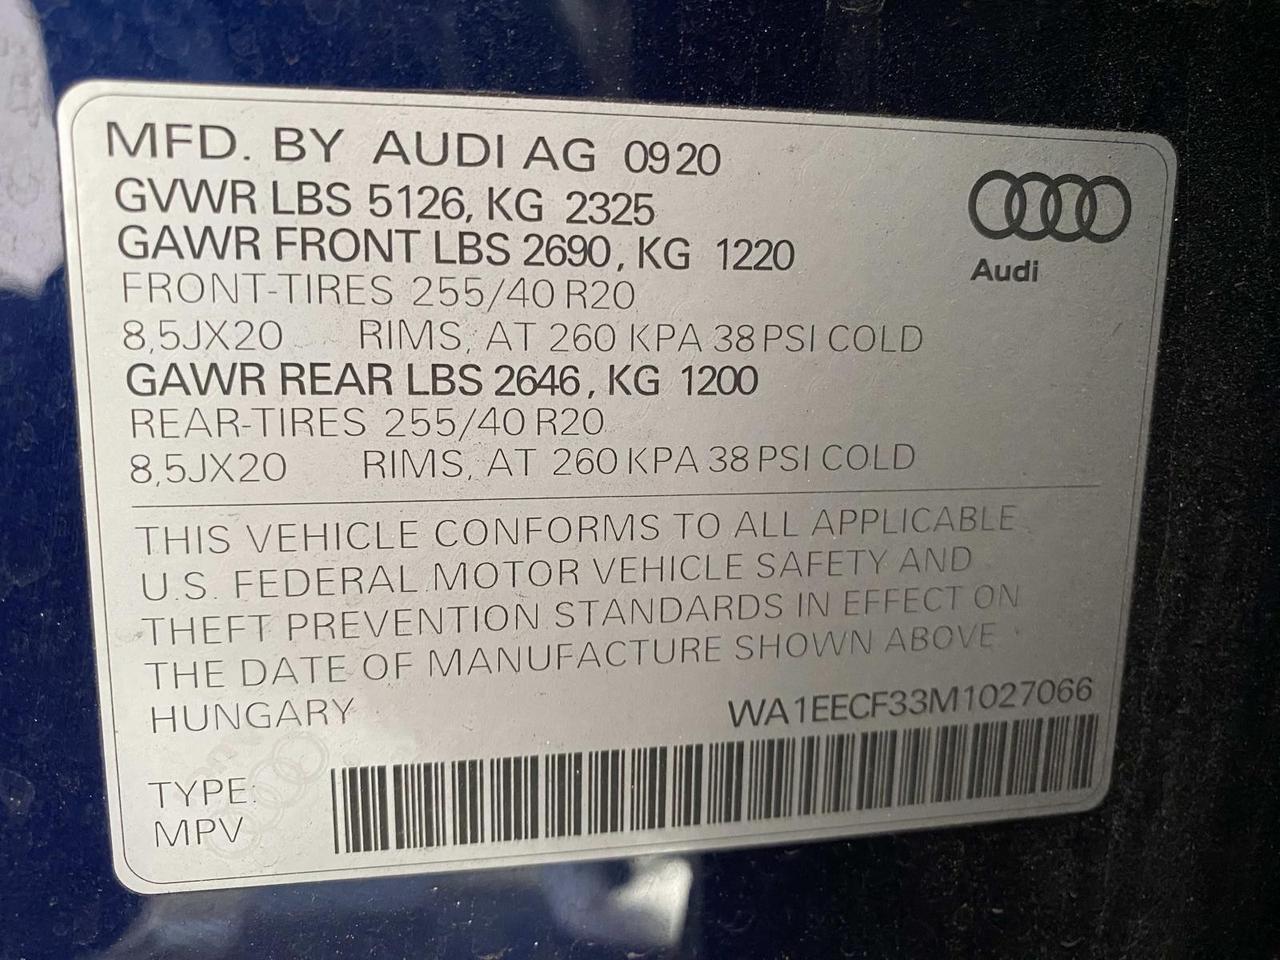 MFD. BY AUDI AG 0920
GVWR LBS 5126, KG 2325
GAWR FRONT LBS 2690, KG 1220
FRONT-TIRES 255/40 R20
8,5JX20 RIMS, AT 260 KPA 38 PSI COLD
GAWR REAR LBS 2646, KG 1200
REAR-TIRES 255/40 R20
8,5JX20 RIMS, AT 260 KPA 38 PSI COLD
Audi
THIS VEHICLE CONFORMS TO ALL APPLICABLE
U.S. FEDERAL MOTOR VEHICLE SAFETY AND
THEFT PREVENTION STANDARDS IN EFFECT ON
THE DATE OF MANUFACTURE SHOWN ABOVE
HUNGARY WA1EECF33M1027066
TYPE:
MPV